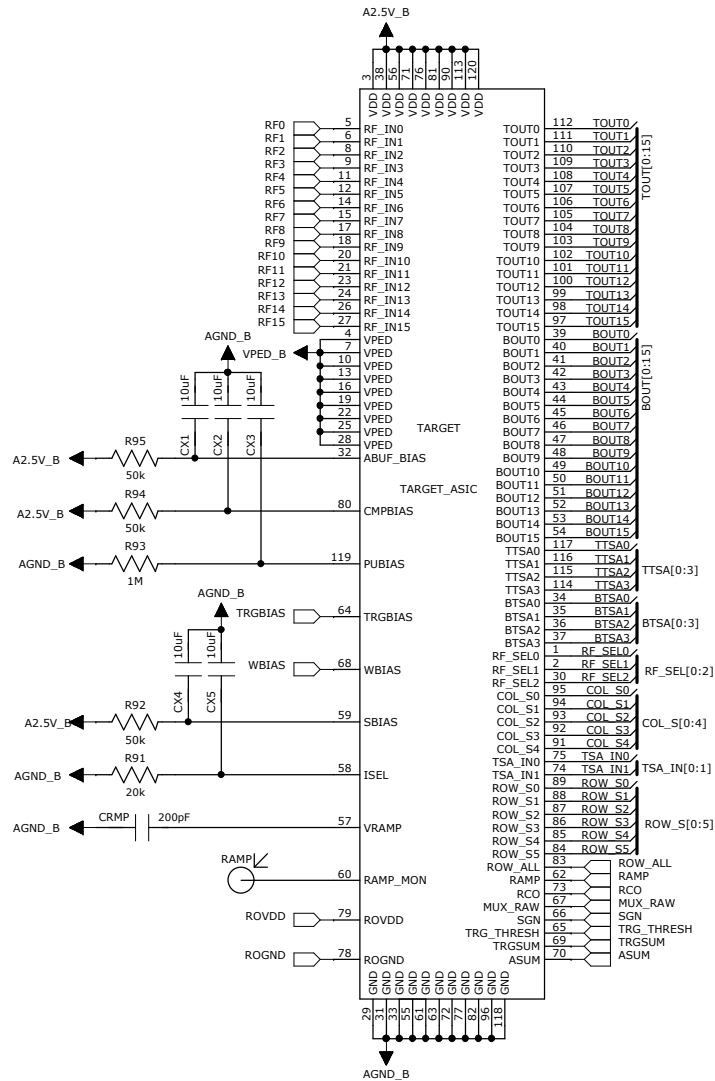 A2.5V_B
3 38 56 71 76 81 90 113 120
VDD VDD VDD VDD VDD VDD VDD VDD VDD
RF0 5 RF_IN0 TOUT0 112 TOUT0
RF1 6 RF_IN1 TOUT1 111 TOUT1
RF2 8 RF_IN2 TOUT2 110 TOUT2
RF3 9 RF_IN3 TOUT3 109 TOUT3
RF4 11 RF_IN4 TOUT4 108 TOUT4
RF5 12 RF_IN5 TOUT5 107 TOUT5
RF6 14 RF_IN6 TOUT6 106 TOUT6
RF7 15 RF_IN7 TOUT7 105 TOUT7
RF8 17 RF_IN8 TOUT8 104 TOUT8
RF9 18 RF_IN9 TOUT9 103 TOUT9
RF10 20 RF_IN10 TOUT10 102 TOUT10
RF11 21 RF_IN11 TOUT11 101 TOUT11
RF12 23 RF_IN12 TOUT12 100 TOUT12
RF13 24 RF_IN13 TOUT13 99 TOUT13
RF14 26 RF_IN14 TOUT14 98 TOUT14
RF15 27 RF_IN15 TOUT15 97 TOUT15
TOUT[0:15]
4 VPED BOUT0 39 BOUT0
AGND_B VPED_B 7 VPED BOUT1 40 BOUT1
10 VPED BOUT2 41 BOUT2
13 VPED BOUT3 42 BOUT3
16 VPED BOUT4 43 BOUT4
19 VPED BOUT5 44 BOUT5
22 VPED BOUT6 45 BOUT6
25 VPED BOUT7 46 BOUT7
28 VPED BOUT8 47 BOUT8
10uF 10uF 10uF
CX1 CX2 CX3
TARGET
A2.5V_B R95 50k 32 ABUF_BIAS BOUT9 48 BOUT9
BOUT10 49 BOUT10
BOUT11 50 BOUT11
TARGET_ASIC BOUT12 51 BOUT12
A2.5V_B R94 50k 80 CMPBIAS BOUT13 52 BOUT13
BOUT14 53 BOUT14
BOUT15 54 BOUT15
BOUT[0:15]
TTSA0 117 TTSA0
AGND_B R93 1M 119 PUBIAS TTSA1 116 TTSA1
TTSA2 115 TTSA2
TTSA3 114 TTSA3
TTSA[0:3]
AGND_B
BTSA0 34 BTSA0
TRGBIAS 64 TRGBIAS BTSA1 35 BTSA1
BTSA2 36 BTSA2
BTSA3 37 BTSA3
BTSA[0:3]
10uF 10uF
CX4 CX5
RF_SEL0 1 RF_SEL0
WBIAS 68 WBIAS RF_SEL1 2 RF_SEL1
RF_SEL2 30 RF_SEL2
RF_SEL[0:2]
COL_S0 95 COL_S0
COL_S1 94 COL_S1
A2.5V_B R92 50k 59 SBIAS COL_S2 93 COL_S2
COL_S3 92 COL_S3
COL_S4 91 COL_S4
COL_S[0:4]
TSA_IN0 75 TSA_IN0
AGND_B R91 20k 58 ISEL TSA_IN1 74 TSA_IN1
TSA_IN[0:1]
ROW_S0 89 ROW_S0
ROW_S1 88 ROW_S1
ROW_S2 87 ROW_S2
AGND_B CRMP 200pF 57 VRAMP ROW_S3 86 ROW_S3
ROW_S4 85 ROW_S4
ROW_S5 84 ROW_S5
ROW_S[0:5]
ROW_ALL 83 ROW_ALL
RAMP 60 RAMP_MON RAMP 62 RAMP
RCO 73 RCO
MUX_RAW 67 MUX_RAW
ROVDD 79 ROVDD SGN 66 SGN
TRG_THRESH 65 TRG_THRESH
TRGSUM 69 TRGSUM
ROGND 78 ROGND ASUM 70 ASUM
GND GND GND GND GND GND GND GND GND GND GND
29 31 33 55 61 63 72 77 82 96 118
AGND_B